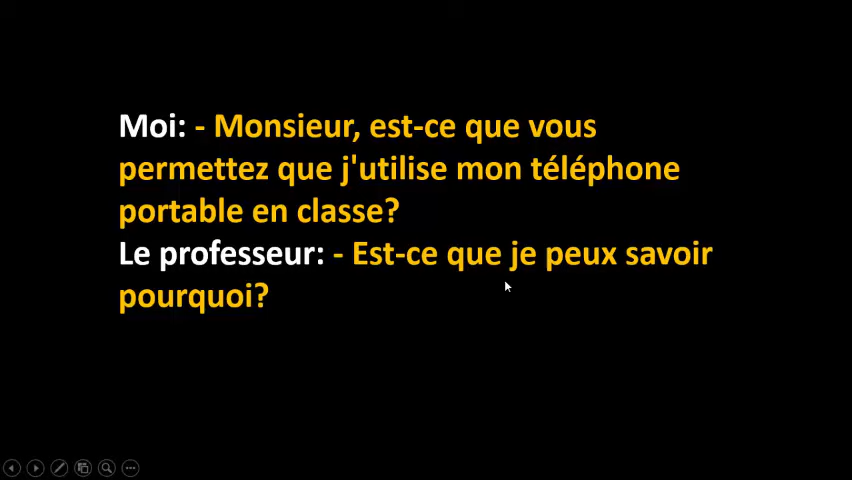 Moi: - Monsieur, est-ce que vous
permettez que j'utilise mon téléphone
portable en classe?
Le professeur: - Est-ce que je peux savoir
pourquoi?